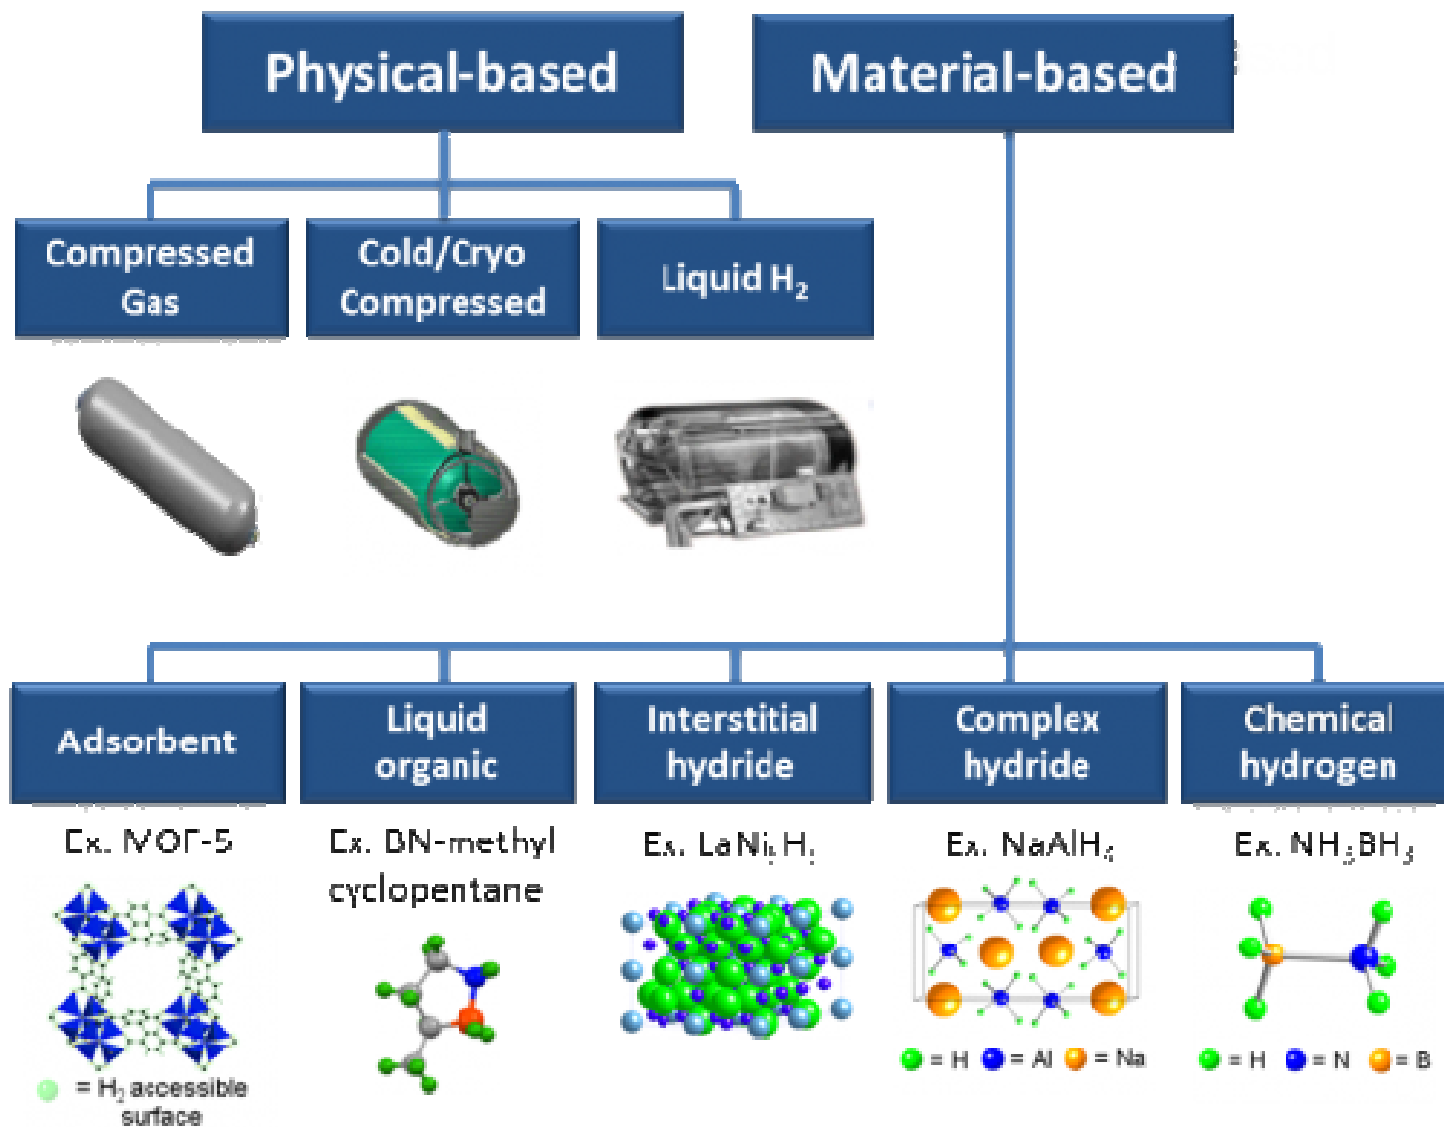 Physical-based
Material-based
Compressed
Gas
Cold/Cryo
Compressed
Liquid H₂
Adsorbent
Liquid
organic
Interstitial
hydride
Complex
hydride
Chemical
hydrogen
Ex. MOF-5
Ex. BN-methyl
cyclopentane
Ex. LaNi₅H₆
Ex. NaAlH₄
Ex. NH₃BH₃
= H₂ accessible
surface
= H = Al = Na
= H = N = B